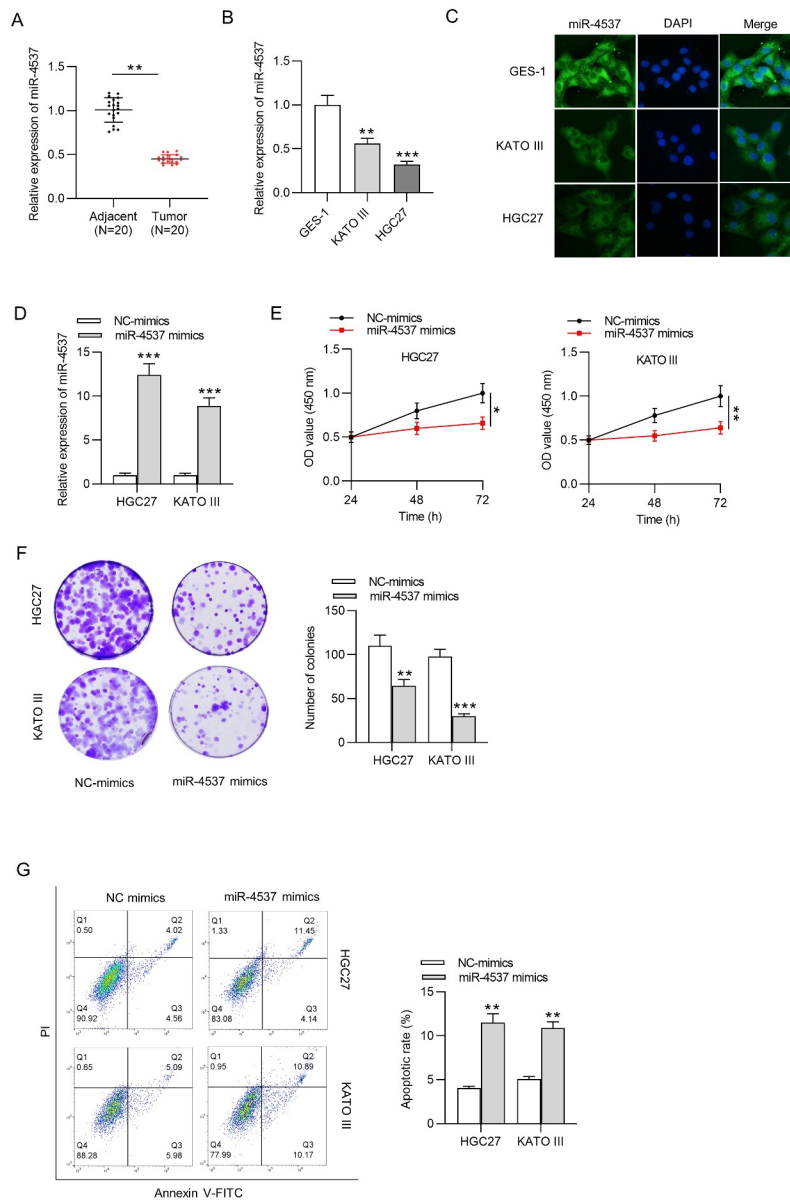 A
Relative expression of miR-4537
1.5
1.0
0.5
0.0
**
Adjacent
(N=20)
Tumor
(N=20)
B
Relative expression of miR-4537
1.5
1.0
0.5
0.0
**
***
GES-1
KATO III
HGC27
C
miR-4537
DAPI
Merge
GES-1
KATO III
HGC27
D
NC-mimics
miR-4537 mimics
Relative expression of miR-4537
15
10
5
0
***
***
HGC27
KATO III
E
NC-mimics
miR-4537 mimics
HGC27
OD value (450 nm)
1.5
1.0
0.5
0.0
*
24
48
72
Time (h)
NC-mimics
miR-4537 mimics
KATO III
OD value (450 nm)
1.5
1.0
0.5
0.0
**
24
48
72
Time (h)
F
HGC27
KATO III
NC-mimics
miR-4537 mimics
NC-mimics
miR-4537 mimics
Number of colonies
150
100
50
0
**
***
HGC27
KATO III
G
NC mimics
miR-4537 mimics
PI
Q1
0.50
Q2
4.02
Q4
90.92
Q3
4.56
Q1
1.33
Q2
11.45
Q4
83.08
Q3
4.14
HGC27
Q1
0.65
Q2
5.09
Q4
88.28
Q3
5.98
Q1
0.95
Q2
10.89
Q4
77.99
Q3
10.17
KATO III
Annexin V-FITC
NC-mimics
miR-4537 mimics
Apoptotic rate (%)
15
10
5
0
**
**
HGC27
KATO III